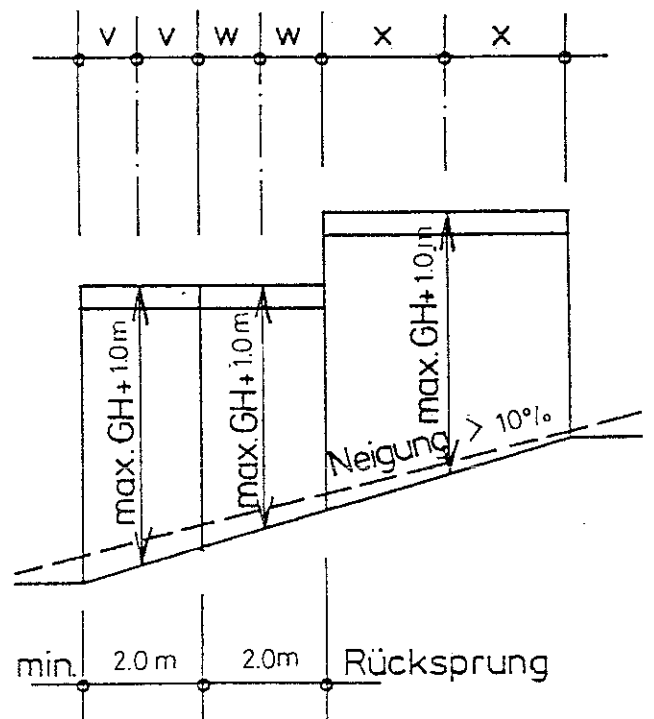 v v w w x x
max.GH+1.0m
max.GH+1.0m
max.GH+1.0m
Neigung > 10%
min. 2.0 m 2.0m Rücksprung